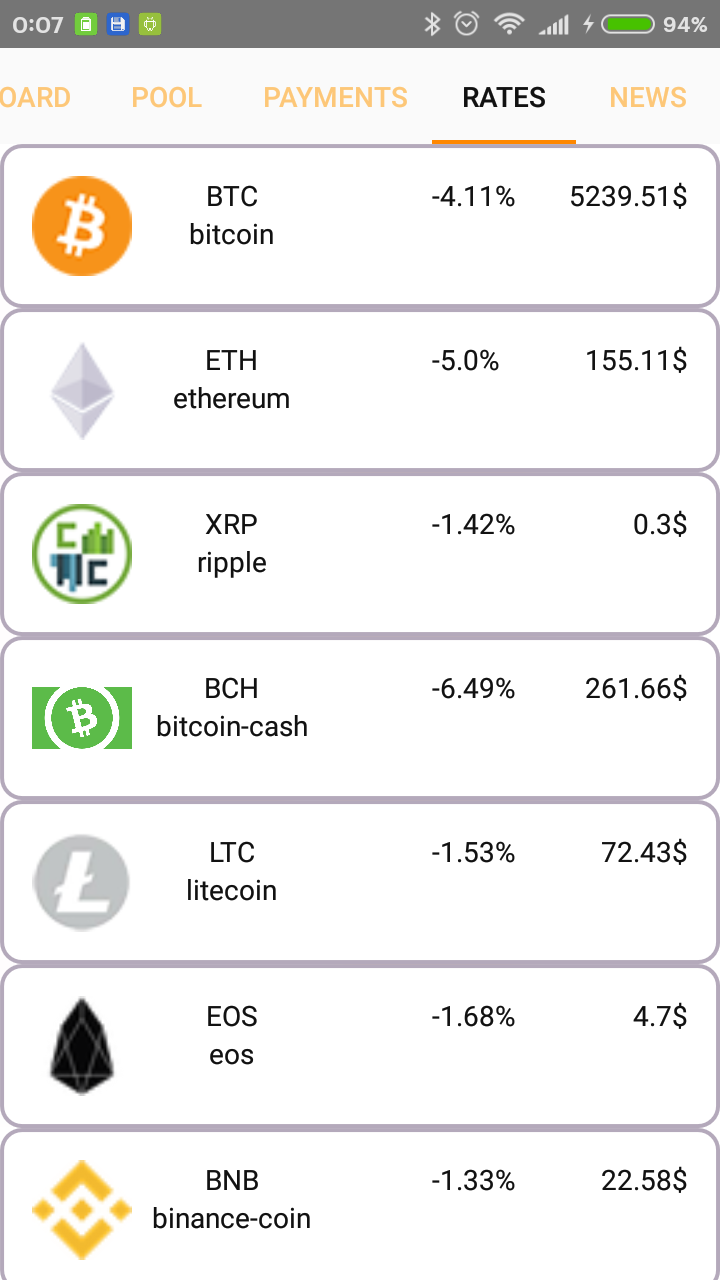 0:07 94%
OARD POOL PAYMENTS RATES NEWS
BTC -4.11% 5239.51$
bitcoin
ETH -5.0% 155.11$
ethereum
XRP -1.42% 0.3$
ripple
BCH -6.49% 261.66$
bitcoin-cash
LTC -1.53% 72.43$
litecoin
EOS -1.68% 4.7$
eos
BNB -1.33% 22.58$
binance-coin